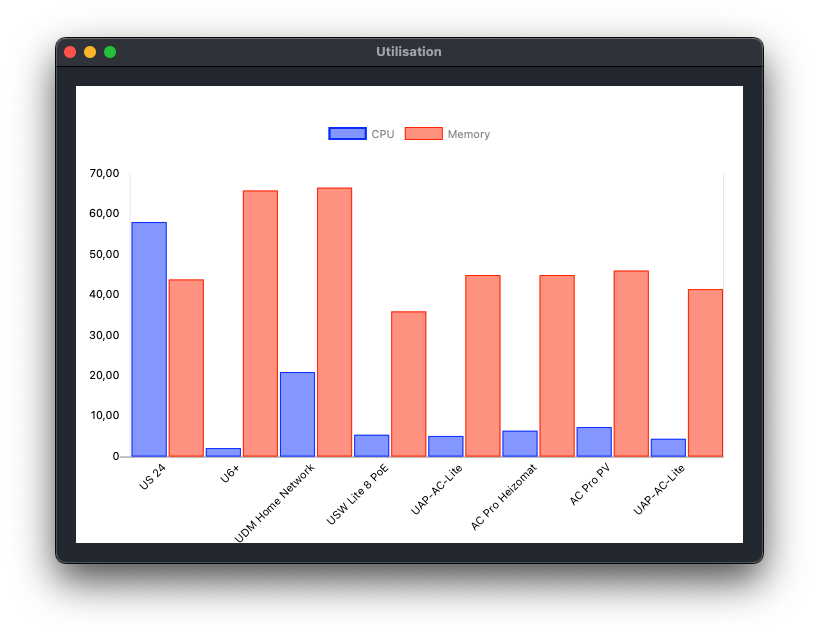 Utilisation
CPU Memory
70,00
60,00
50,00
40,00
30,00
20,00
10,00
0
US 24
U6+
UDM Home Network
USW Lite 8 PoE
UAP-AC-Lite
AC Pro Heizomat
AC Pro PV
UAP-AC-Lite